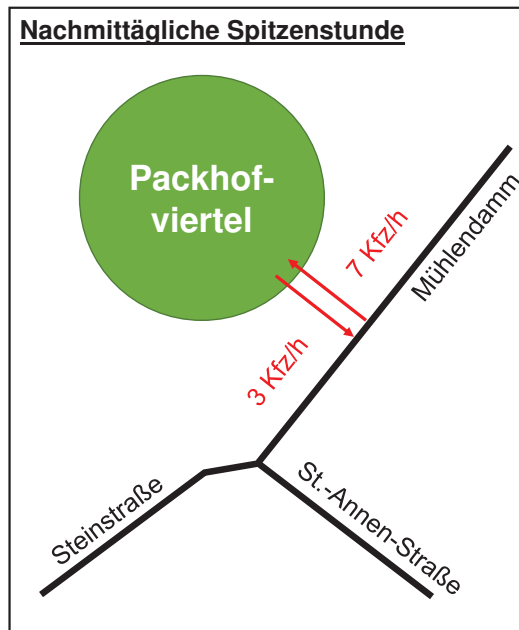 Nachmittägliche Spitzenstunde
Packhof-
viertel
7 Kfz/h
3 Kfz/h
Mühlendamm
Steinstraße
St.-Annen-Straße